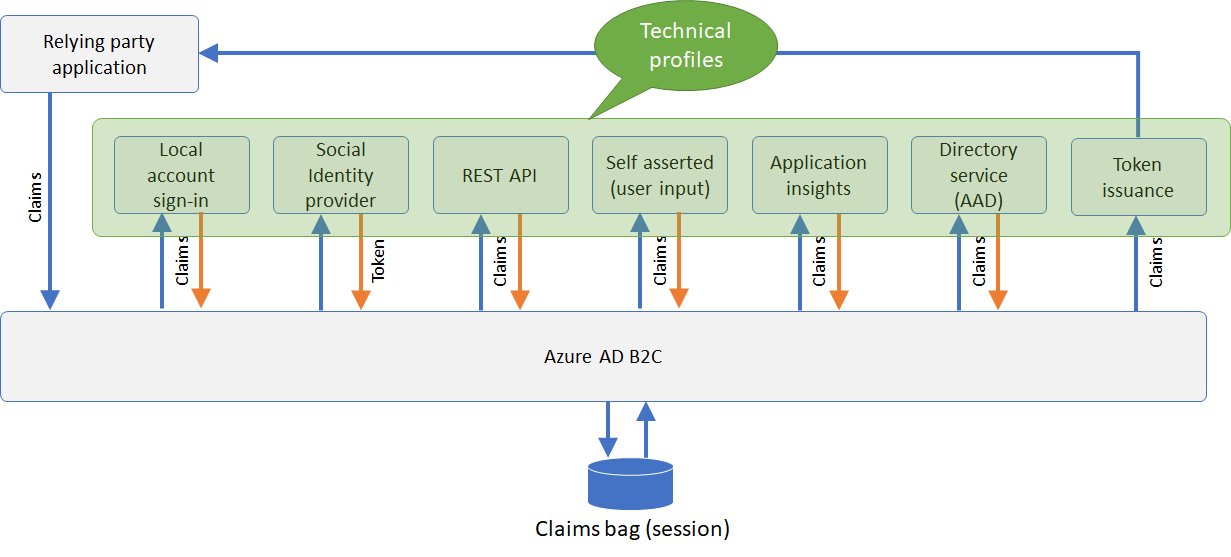 Relying party
application
Technical
profiles
Local
account
sign-in
Social
Identity
provider
REST API
Self asserted
(user input)
Application
insights
Directory
service
(AAD)
Token
issuance
Claims
Claims
Token
Claims
Claims
Claims
Claims
Claims
Azure AD B2C
Claims bag (session)